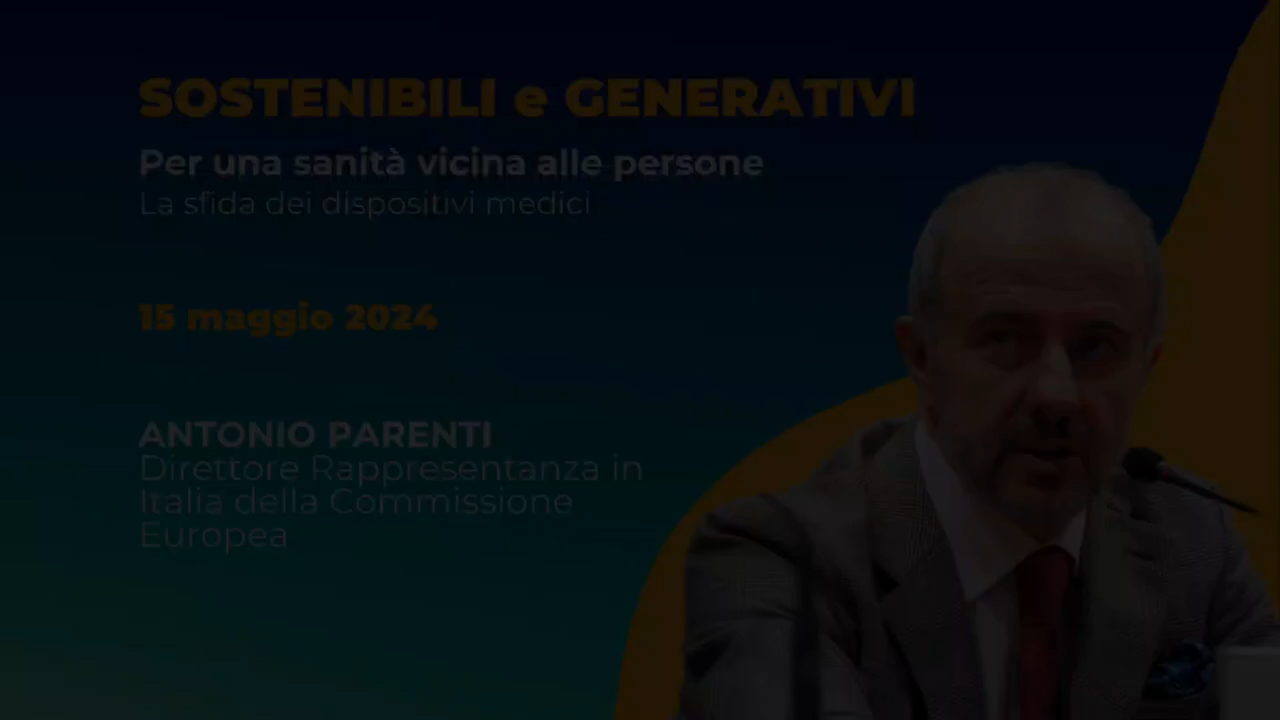 SOSTENIBILI e GENERATIVI
Per una sanità vicina alle persone
La sfida dei dispositivi medici
15 maggio 2024
ANTONIO PARENTI
Direttore Rappresentanza in
Italia della Commissione
Europea